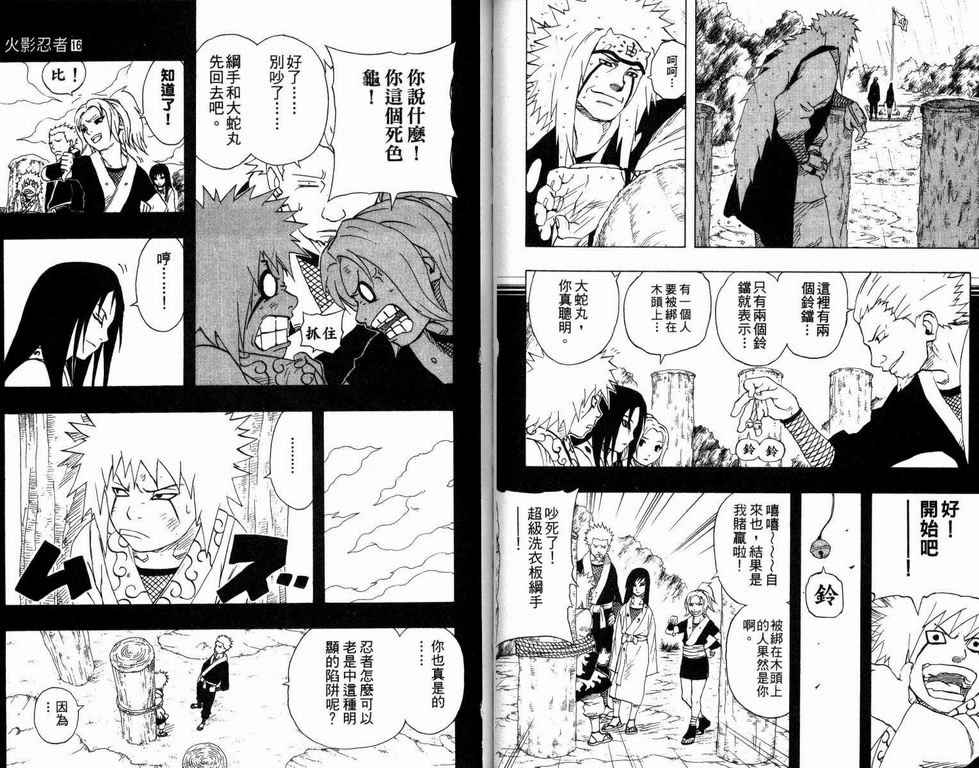 呵呵…
油
這裡有兩
個鈴鐺…
只有兩個鈴
鐺就表示…
有一個人
要被綁在
木頭上…
大蛇丸，
你真聰明。
鈴
鈴
好！
開始吧
——！
鈴
嘻嘻～～～自
來也，結果是
我賭贏啦！
被綁在木頭上
的人果然是你
啊。
吵死了！
超級洗衣板綱手
——！
火影忍者16
你說什麼！
你這個死色
龜！
好了……
別吵了……
綱手和大蛇丸
先回去吧。
抓住
知道了！
比！
哼……！
………
ムス
……
你也真是的
忍者怎麼可以
老是中這種明
顯的陷阱呢？
因為
…